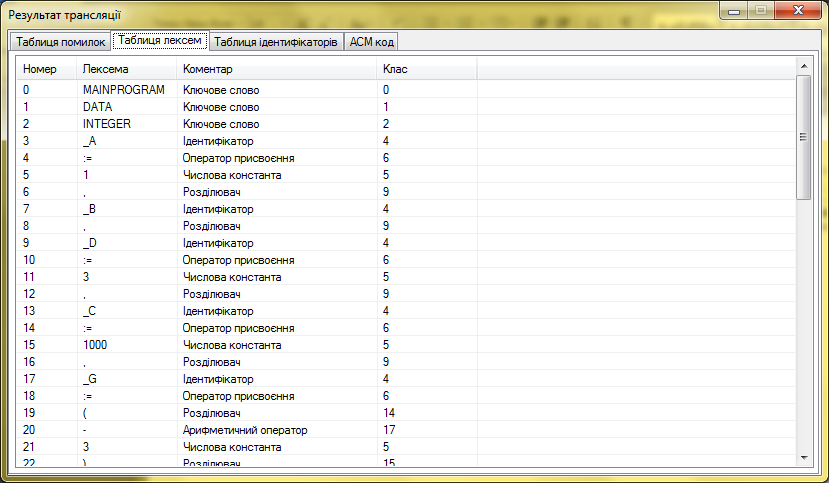 Результат трансляції
Таблиця помилок Таблиця лексем Таблиця ідентифікаторів АСМ код
Номер Лексема Коментар Клас
0 MAINPROGRAM Ключове слово 0
1 DATA Ключове слово 1
2 INTEGER Ключове слово 2
3 _A Ідентифікатор 4
4 := Оператор присвоєння 6
5 1 Числова константа 5
6 , Розділювач 9
7 _B Ідентифікатор 4
8 , Розділювач 9
9 _D Ідентифікатор 4
10 := Оператор присвоєння 6
11 3 Числова константа 5
12 , Розділювач 9
13 _C Ідентифікатор 4
14 := Оператор присвоєння 6
15 1000 Числова константа 5
16 , Розділювач 9
17 _G Ідентифікатор 4
18 := Оператор присвоєння 6
19 ( Розділювач 14
20 - Арифметичний оператор 17
21 3 Числова константа 5
22 ) Розділювач 15